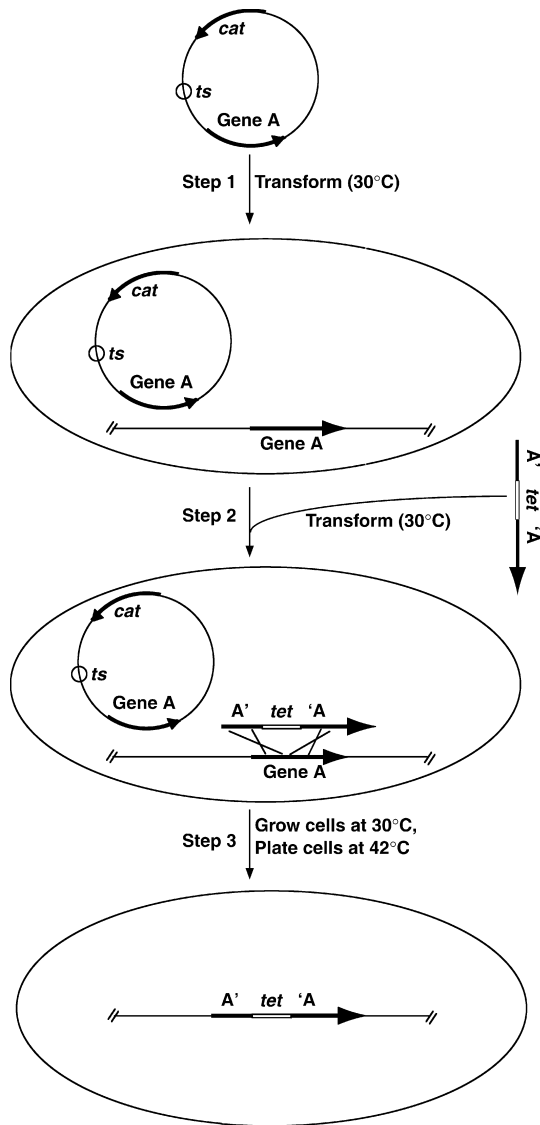 cat
ts
Gene A
Step 1 Transform (30°C)
cat
ts
Gene A
Gene A
A' tet 'A
Step 2 Transform (30°C)
cat
ts
Gene A
A' tet 'A
Gene A
Step 3 Grow cells at 30°C,
Plate cells at 42°C
A' tet 'A